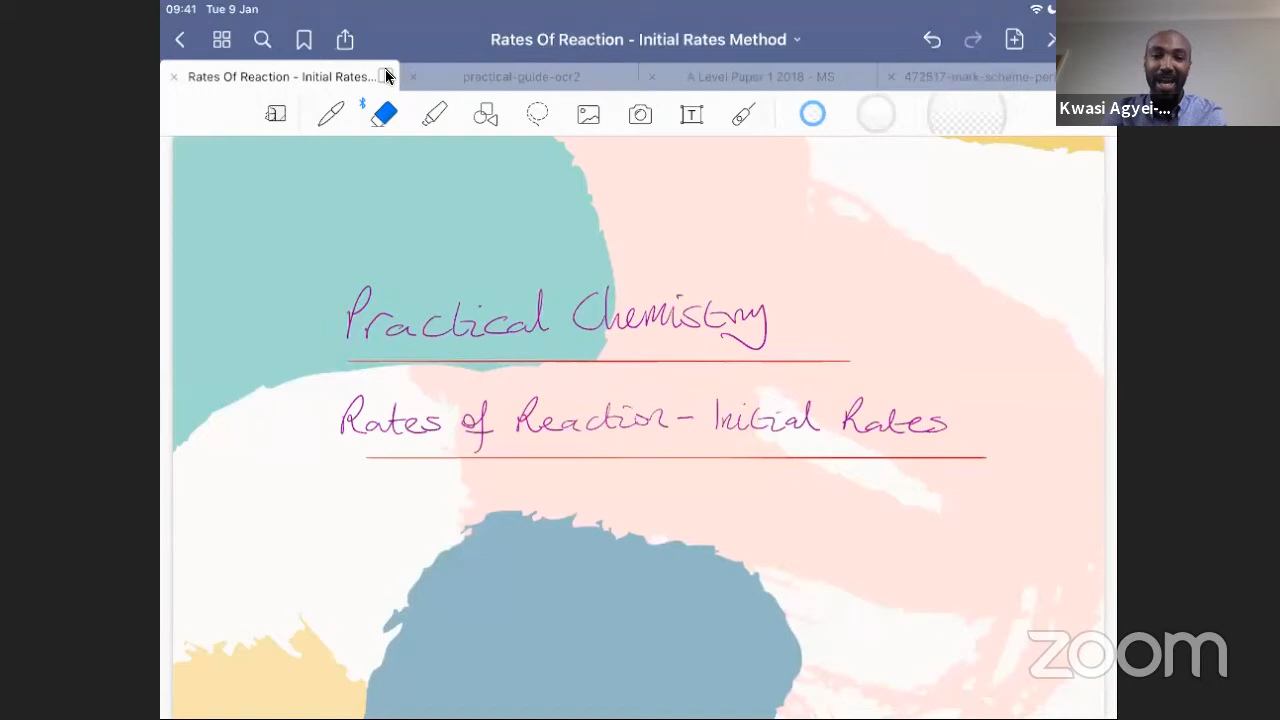 09:41 Tue 9 Jan
Rates Of Reaction - Initial Rates Method
Rates Of Reaction - Initial Rates...
practical-guide-ocr2
A Level Paper 1 2018 - MS
472517-mark-scheme-per
T
Kwasi Agyei-...
Practical Chemistry
Rates of Reaction - Initial Rates
zoom